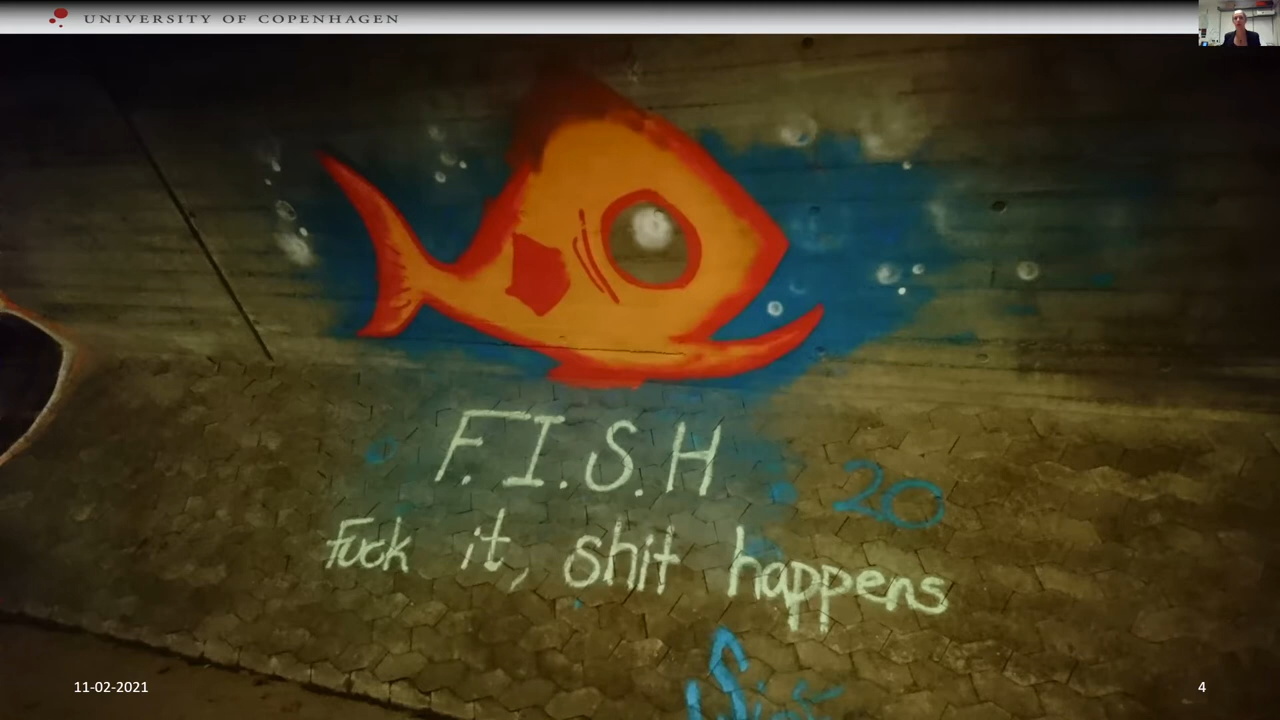 UNIVERSITY OF COPENHAGEN
F.I.S.H
20
Fuck it, shit happens
11-02-2021
4